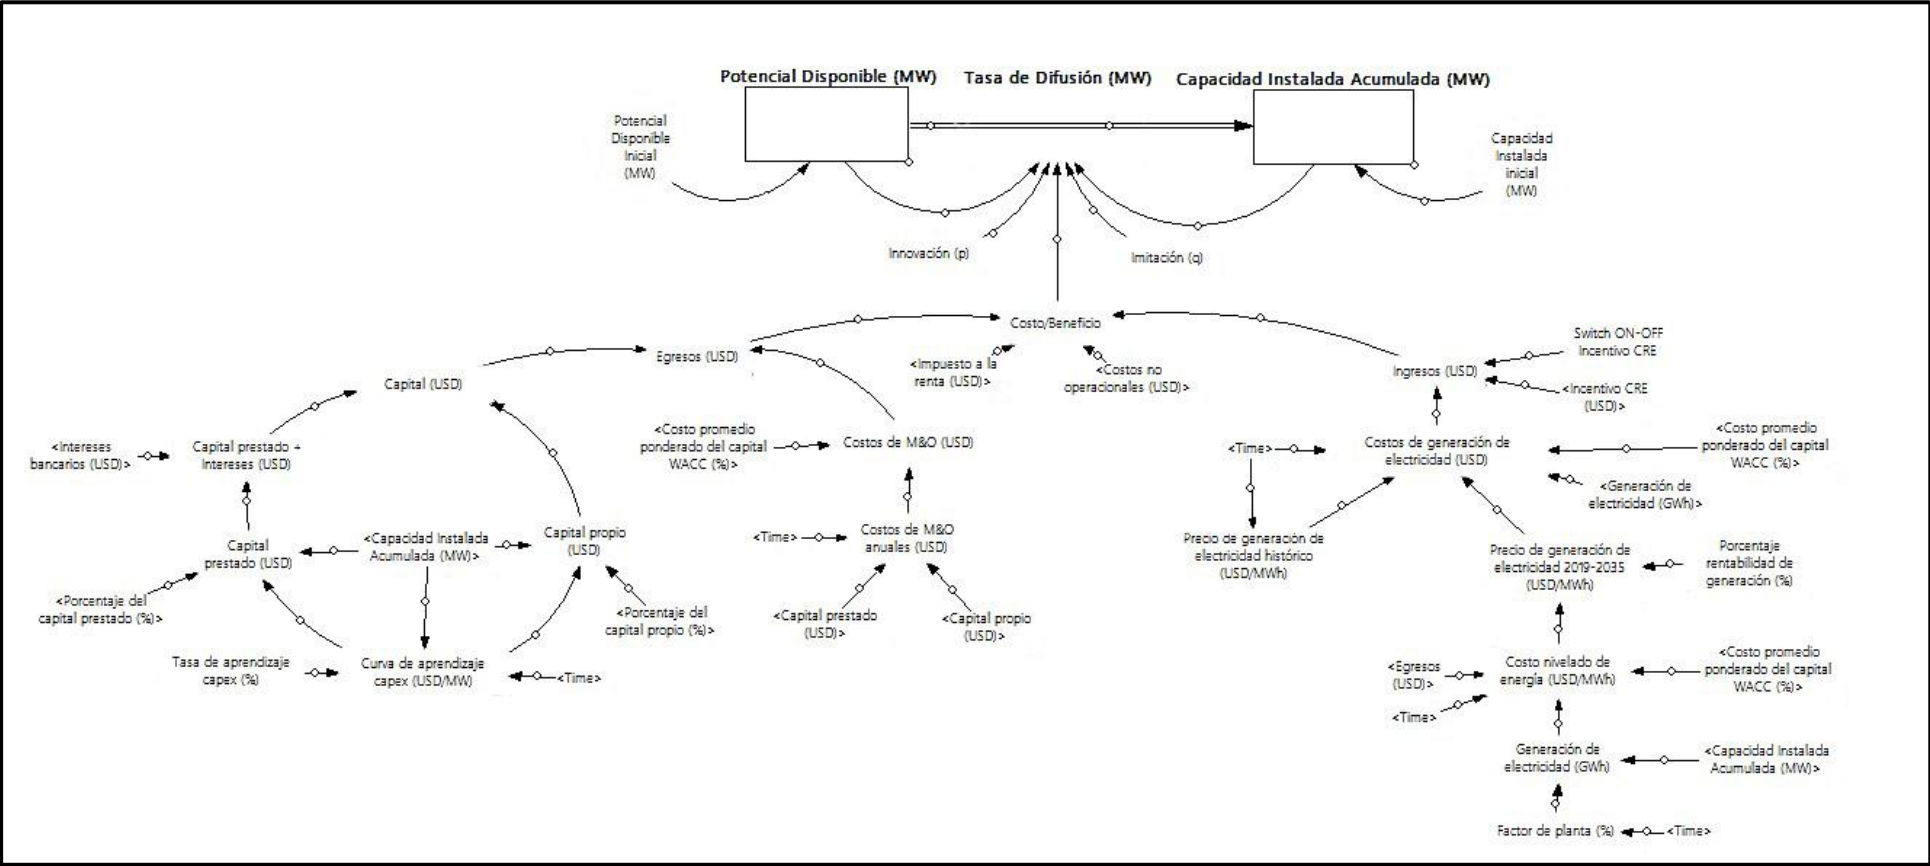 Potencial Disponible (MW)
Tasa de Difusión (MW)
Capacidad Instalada Acumulada (MW)
Potencial
Disponible
Inicial
(MW)
Capacidad
Instalada
inicial
(MW)
Innovación (p)
Imitación (q)
Costo/Beneficio
<Impuesto a la
renta (USD)>
<Costos no
operacionales (USD)>
Egresos (USD)
Capital (USD)
Ingresos (USD)
Switch ON-OFF
Incentivo CRE
<Incentivo CRE
(USD)>
<Intereses
bancarios (USD)>
Capital prestado +
Intereses (USD)
<Costo promedio
ponderado del capital
WACC (%)>
Costos de M&O (USD)
<Time>
Costos de generación de
electricidad (USD)
<Costo promedio
ponderado del capital
WACC (%)>
<Generación de
electricidad (GWh)>
Capital
prestado (USD)
<Capacidad Instalada
Acumulada (MW)>
Capital propio
(USD)
<Time>
Costos de M&O
anuales (USD)
Precio de generación de
electricidad histórico
(USD/MWh)
Precio de generación de
electricidad 2019-2035
(USD/MWh)
Porcentaje
rentabilidad de
generación (%)
<Porcentaje del
capital prestado (%)>
<Porcentaje del
capital propio (%)>
<Capital prestado
(USD)>
<Capital propio
(USD)>
Tasa de aprendizaje
capex (%)
Curva de aprendizaje
capex (USD/MW)
<Time>
<Egresos
(USD)>
Costo nivelado de
energía (USD/MWh)
<Costo promedio
ponderado del capital
WACC (%)>
<Time>
Generación de
electricidad (GWh)
<Capacidad Instalada
Acumulada (MW)>
Factor de planta (%)
<Time>